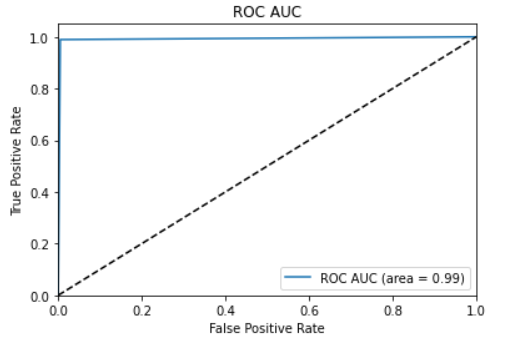 ROC AUC
1.0
0.8
0.6
0.4
0.2
0.0
True Positive Rate
ROC AUC (area = 0.99)
0.0 0.2 0.4 0.6 0.8 1.0
False Positive Rate